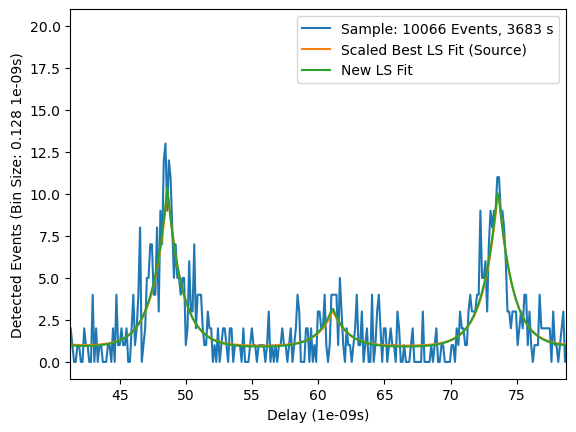 Sample: 10066 Events, 3683 s
Scaled Best LS Fit (Source)
New LS Fit
Detected Events (Bin Size: 0.128 1e-09s)
20.0
17.5
15.0
12.5
10.0
7.5
5.0
2.5
0.0
45 50 55 60 65 70 75
Delay (1e-09s)